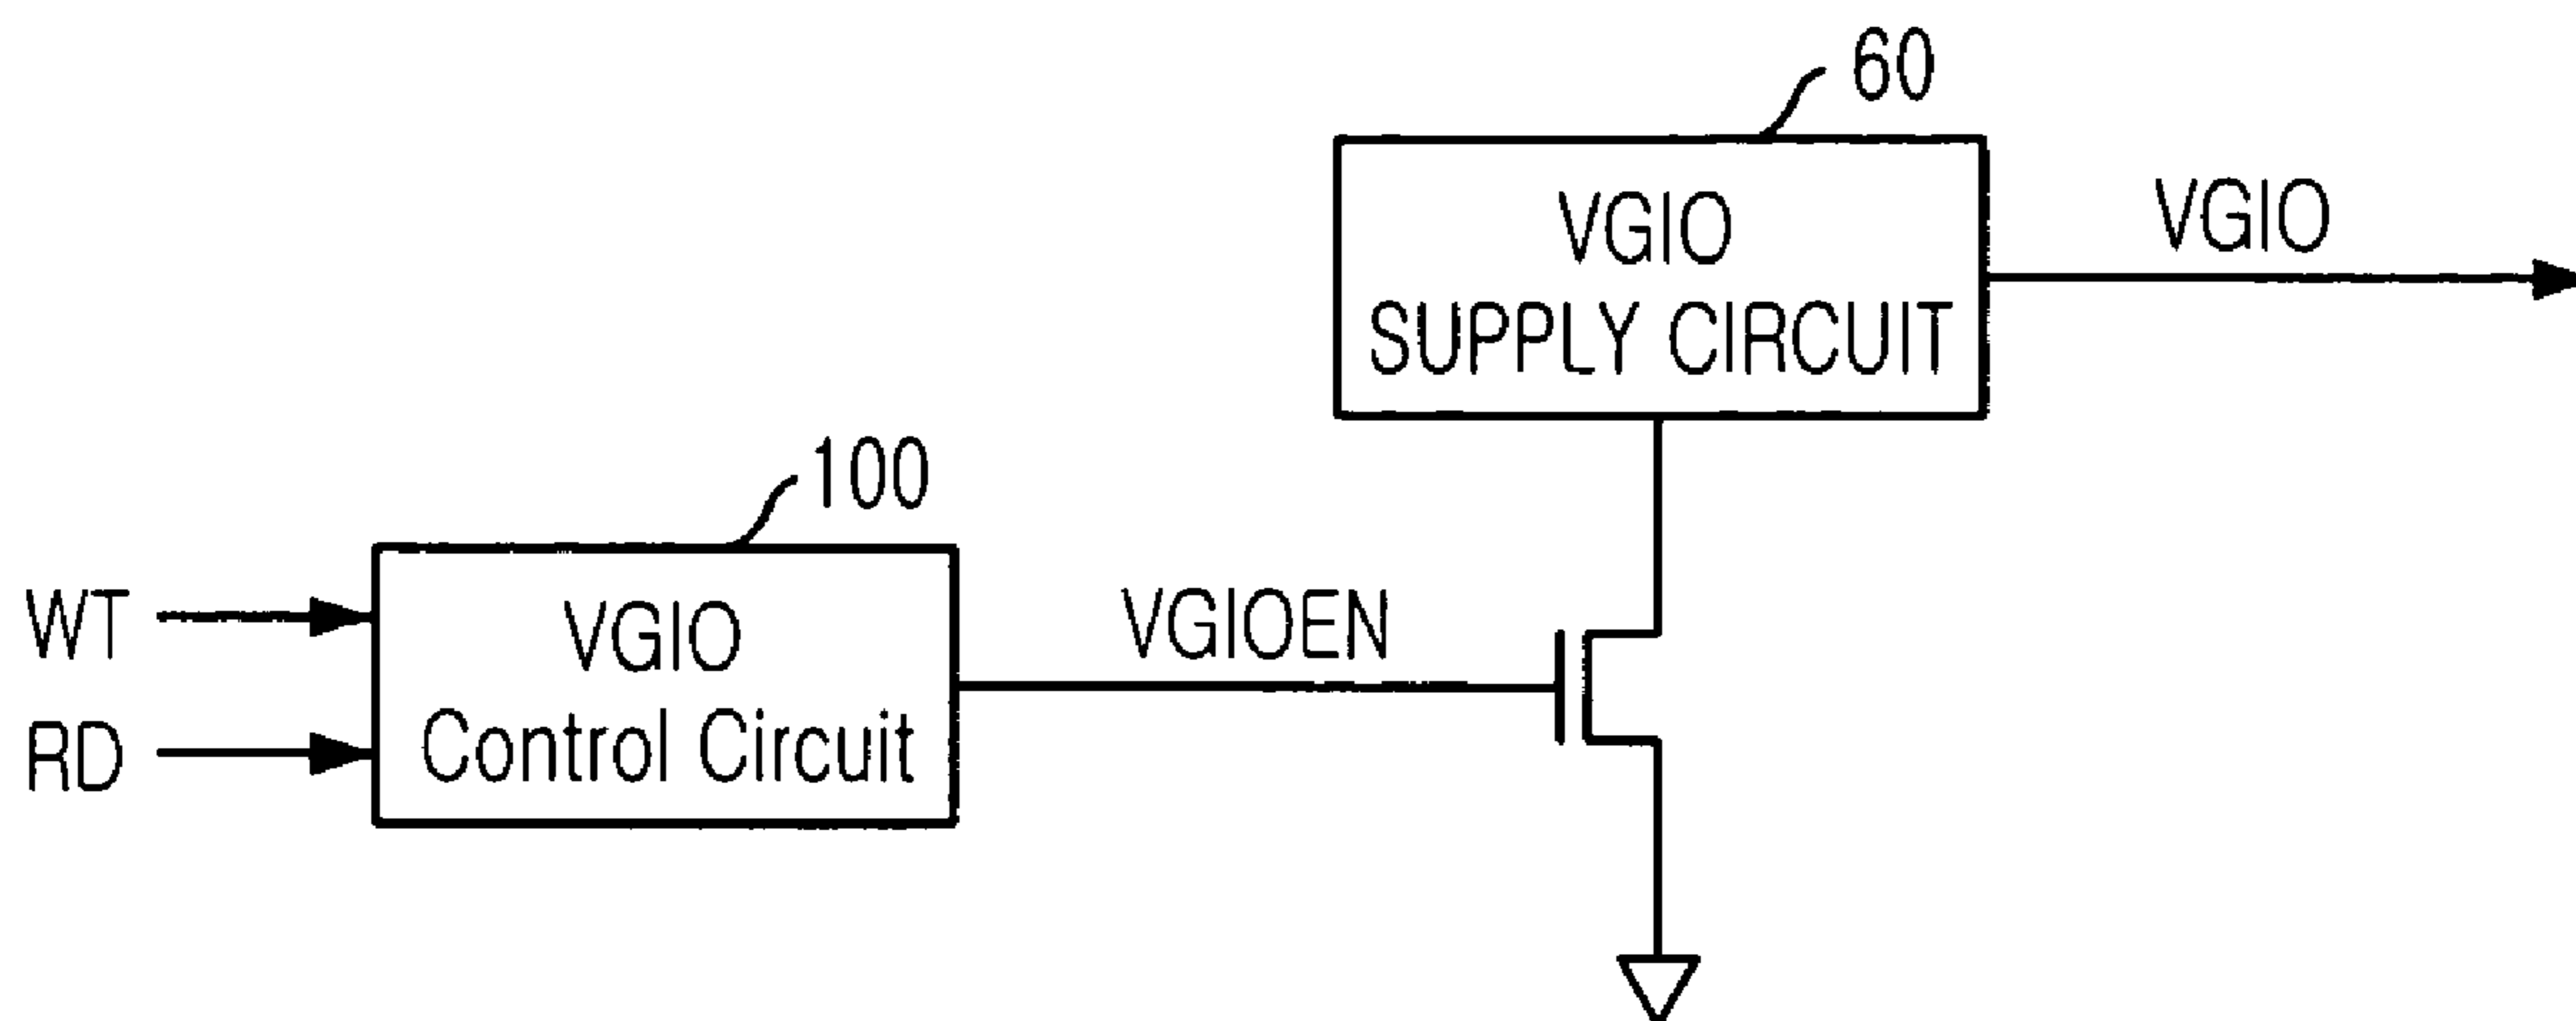 60
VGIO
SUPPLY CIRCUIT
VGIO
100
WT
RD
VGIO
Control Circuit
VGIOEN